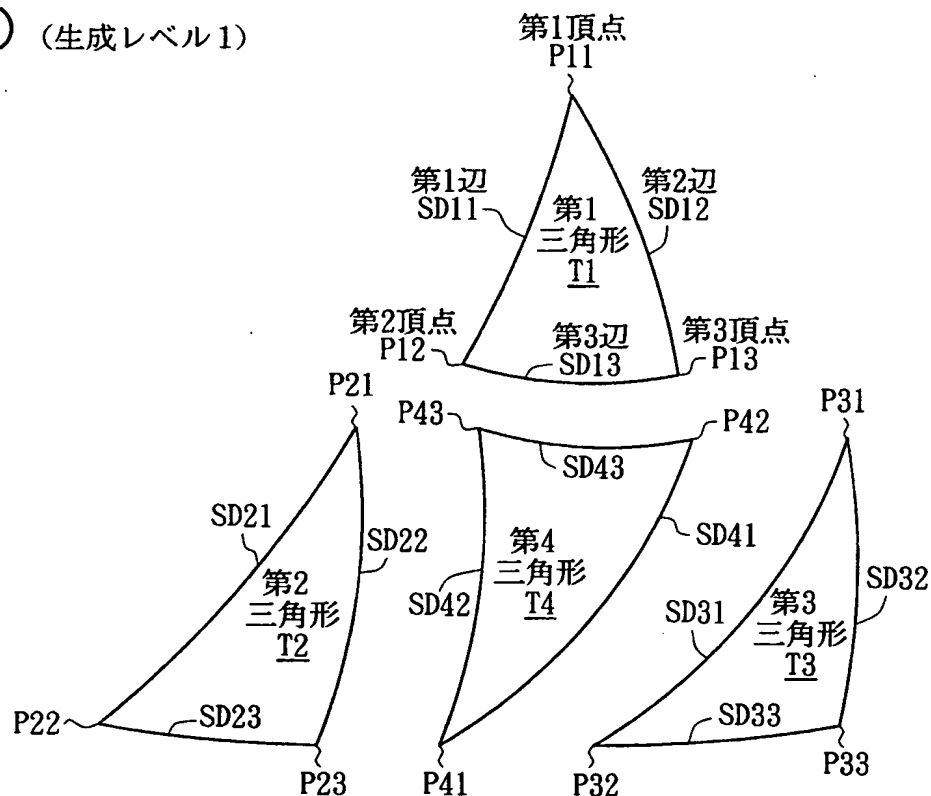 (生成レベル1)
第1頂点
P11
第1辺
SD11
第2辺
SD12
第1
三角形
T1
第2頂点
P12
第3辺
SD13
第3頂点
P13
P21
P43
P42
P31
SD43
SD21
SD22
SD41
第2
三角形
T2
第4
三角形
T4
SD42
SD31
第3
三角形
T3
SD32
P22
SD23
SD33
P23
P41
P32
P33